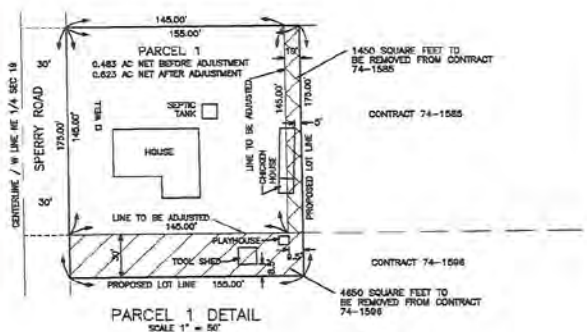 145.00'
155.00'
PARCEL 1
0.483 AC NET BEFORE ADJUSTMENT
0.623 AC NET AFTER ADJUSTMENT
10'
1450 SQUARE FEET TO
BE REMOVED FROM CONTRACT
74-1585
CENTERLINE / W LINE NE 1/4 SEC 19
SPERRY ROAD
30'
30'
175.00'
145.00'
WELL
SEPTIC
TANK
HOUSE
LINE TO BE ADJUSTED
145.00'
CHICKEN
HOUSE
5'
175.00'
PROPOSED LOT LINE
CONTRACT 74-1585
LINE TO BE ADJUSTED
145.00'
PLAYHOUSE
TOOL SHED
30'
PROPOSED LOT LINE
155.00'
CONTRACT 74-1596
4650 SQUARE FEET TO
BE REMOVED FROM CONTRACT
74-1596
PARCEL 1 DETAIL
SCALE 1" = 50'